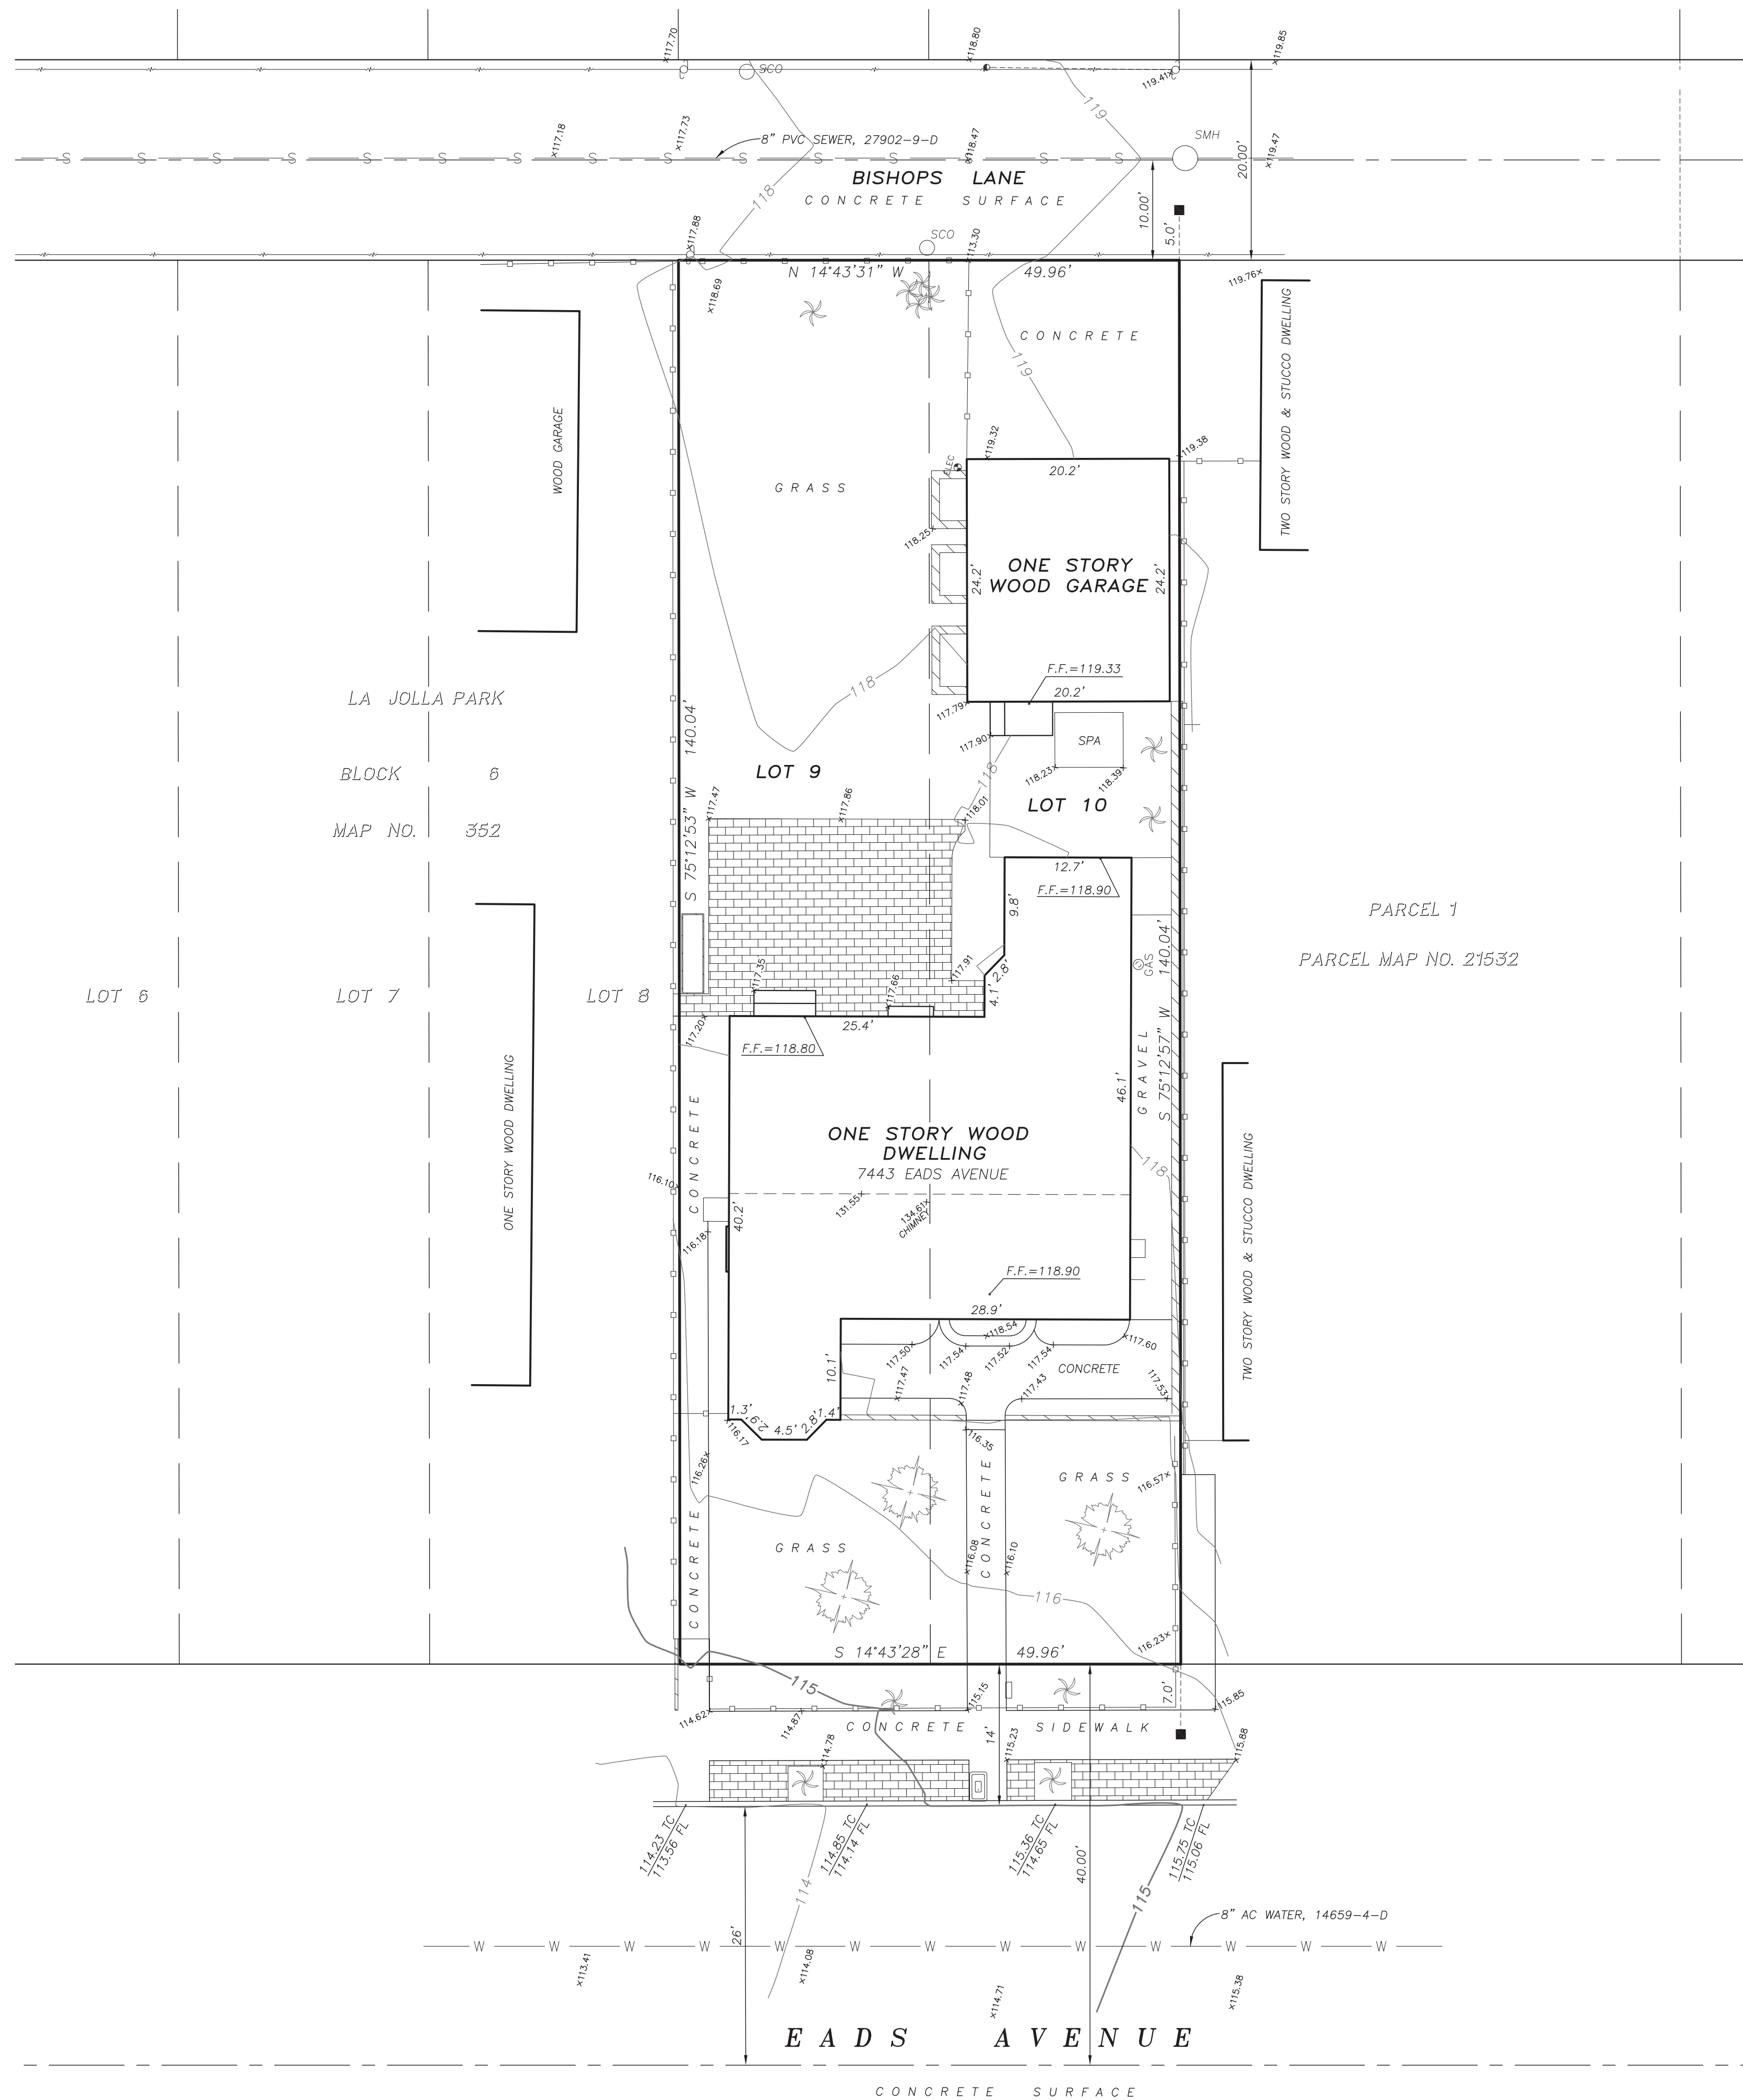 ×117.70
×118.80
×119.85
SCO
119.41×
119
8" PVC SEWER, 27902-9-D
×117.18
×117.73
×118.47
SMH
×119.47
20.00'
S S S S S S S S S S S S S S
BISHOPS LANE
CONCRETE SURFACE
118
10.00'
5.0'
×117.88
SCO
×113.30
N 14°43'31" W 49.96'
119.76×
×118.69
CONCRETE
119
TWO STORY WOOD & STUCCO DWELLING
WOOD GARAGE
GRASS
ELEC
×119.32
×119.38
20.2'
118.25×
ONE STORY
WOOD GARAGE
24.2'
24.2'
F.F.=119.33
20.2'
118
117.79×
117.90×
SPA
118.23×
118.39×
LA JOLLA PARK
BLOCK 6
MAP NO. 352
S 75°12'53" W 140.04'
LOT 9
118
LOT 10
×117.47
×117.86
×118.01
12.7'
F.F.=118.90
9.8'
PARCEL 1
PARCEL MAP NO. 21532
GAS
S 75°12'57" W 140.04'
GRAVEL
LOT 6
LOT 7
LOT 8
×117.35
×117.66
×117.91
2.8'
4.1'
117.20×
25.4'
F.F.=118.80
46.1'
ONE STORY WOOD DWELLING
CONCRETE
ONE STORY WOOD
DWELLING
7443 EADS AVENUE
118
TWO STORY WOOD & STUCCO DWELLING
116.10×
131.55×
134.61×
CHIMNEY
40.2'
116.18×
F.F.=118.90
28.9'
×118.54
117.50×
117.54×
117.52×
117.54×
×117.60
CONCRETE
10.1'
×117.47
×117.48
×117.43
117.53×
1.3'
2.9'
4.5'
2.8'
1.4'
×116.17
×116.35
116.26×
GRASS
116.57×
CONCRETE
CONCRETE
GRASS
×116.08
×116.10
116
116.23×
S 14°43'28" E 49.96'
115
7.0'
114.62×
114.87×
×115.15
×115.85
CONCRETE SIDEWALK
14'
×114.78
×115.23
×115.88
114.23 TC
113.56 FL
114.85 TC
114.14 FL
115.36 TC
114.65 FL
115.75 TC
115.06 FL
40.00'
114
115
8" AC WATER, 14659-4-D
26'
W W W W W W W W W W W W W
×113.41
×114.08
×114.71
×115.38
EADS AVENUE
CONCRETE SURFACE